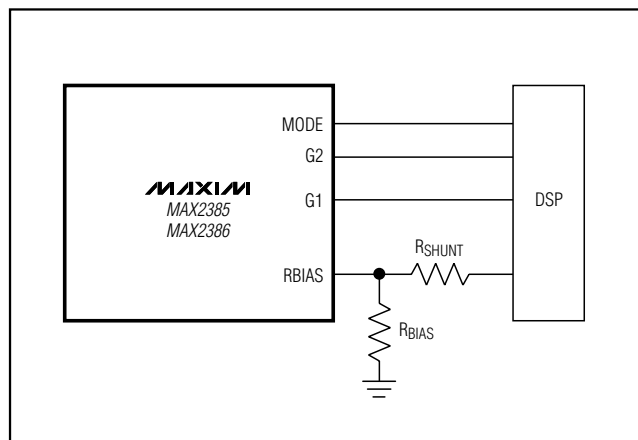 MAXIM
MAX2385
MAX2386
MODE
G2
G1
RBIAS
RSHUNT
RBIAS
DSP